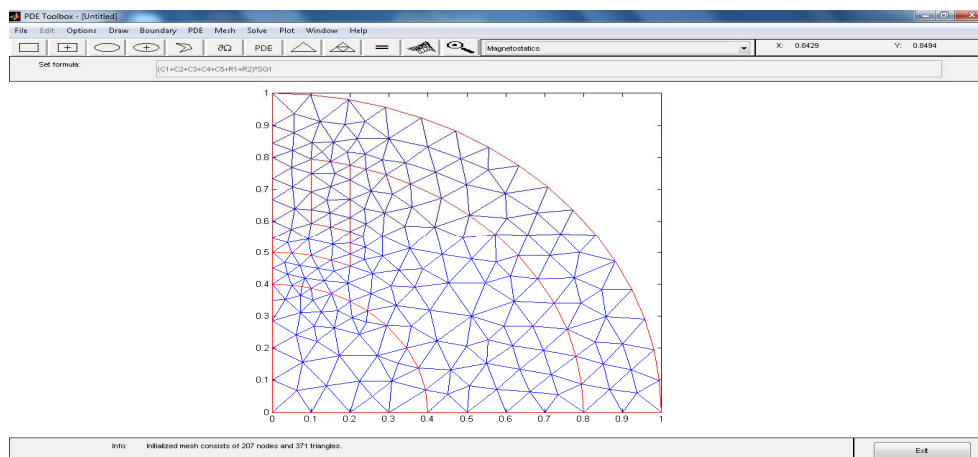 PDE Toolbox - [Untitled]
File Edit Options Draw Boundary PDE Mesh Solve Plot Window Help
∂Ω PDE = Magnetostatics X: 0.8429 Y: 0.8494
Set formula: (C1+C2+C3+C4+C5+R1+R2)*SQ1
1
0.9
0.8
0.7
0.6
0.5
0.4
0.3
0.2
0.1
0
0 0.1 0.2 0.3 0.4 0.5 0.6 0.7 0.8 0.9 1
Info: Initialized mesh consists of 207 nodes and 371 triangles. Exit